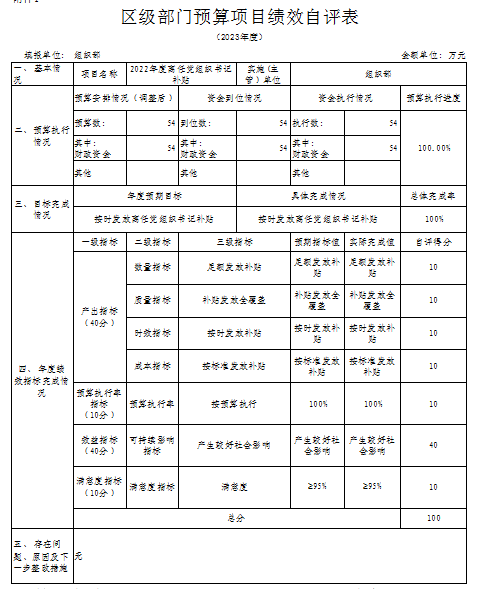 区级部门预算项目绩效自评表
（2023年度）
填报单位： 组织部 金额单位：万元
一、基本情况 项目名称 2022年度离任党组织书记补贴 实施(主管）单位 组织部
二、预算执行情况 预算安排情况（调整后） 资金到位情况 资金执行情况 预算执行进度
预算数： 54 到位数： 54 执行数： 54 100.00%
其中：财政资金 54 其中：财政资金 54 其中：财政资金 54
其他 其他 其他
三、目标完成情况 年度预期目标 具体完成情况 总体完成率
按时发放离任党组织书记补贴 按时发放离任党组织书记补贴 100%
四、年度绩效指标完成情况 一级指标 二级指标 三级指标 预期指标值 实际完成值 自评得分
产出指标（40分） 数量指标 足额发放补贴 足额发放补贴 足额发放补贴 10
质量指标 补贴发放全覆盖 补贴发放全覆盖 补贴发放全覆盖 10
时效指标 按时发放补贴 按时发放补贴 按时发放补贴 10
成本指标 按标准发放补贴 按标准发放补贴 按标准发放补贴 10
预算执行率指标（10分） 预算执行率 按预算执行 100% 100% 10
效益指标（40分） 可持续影响指标 产生较好社会影响 产生较好社会影响 产生较好社会影响 40
满意度指标（10分） 满意度指标 满意度 ≥95% ≥95% 10
总分 100
五、存在问题、原因及下一步整改措施 无